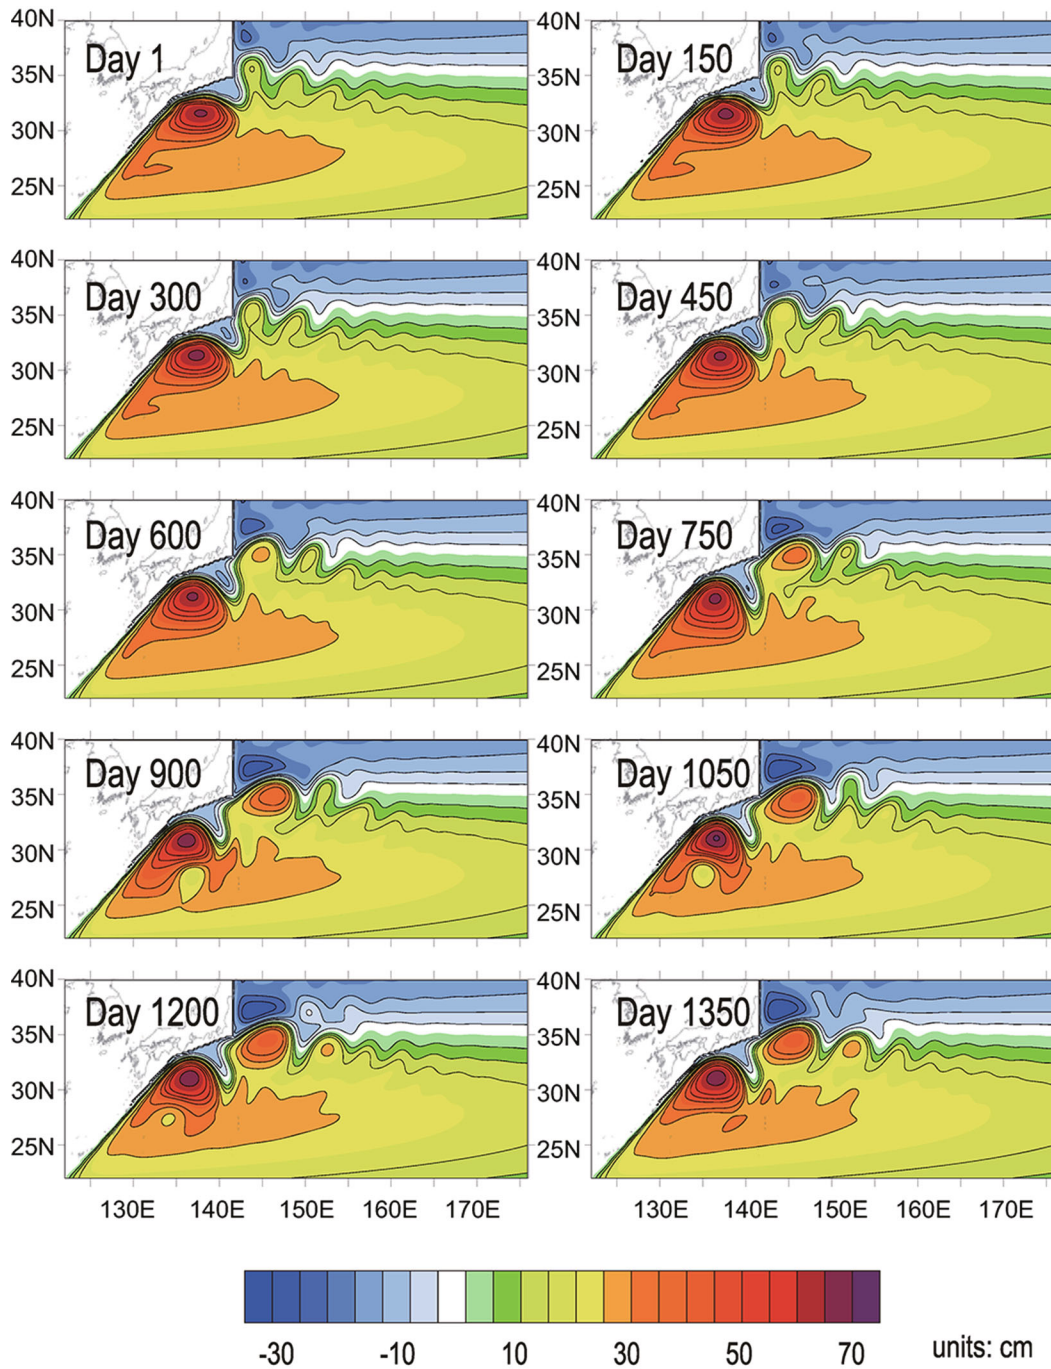 40N 40N
Day 1 Day 150
35N 35N
30N 30N
25N 25N
40N 40N
Day 300 Day 450
35N 35N
30N 30N
25N 25N
40N 40N
Day 600 Day 750
35N 35N
30N 30N
25N 25N
40N 40N
Day 900 Day 1050
35N 35N
30N 30N
25N 25N
40N 40N
Day 1200 Day 1350
35N 35N
30N 30N
25N 25N
130E 140E 150E 160E 170E 130E 140E 150E 160E 170E
-30 -10 10 30 50 70 units: cm